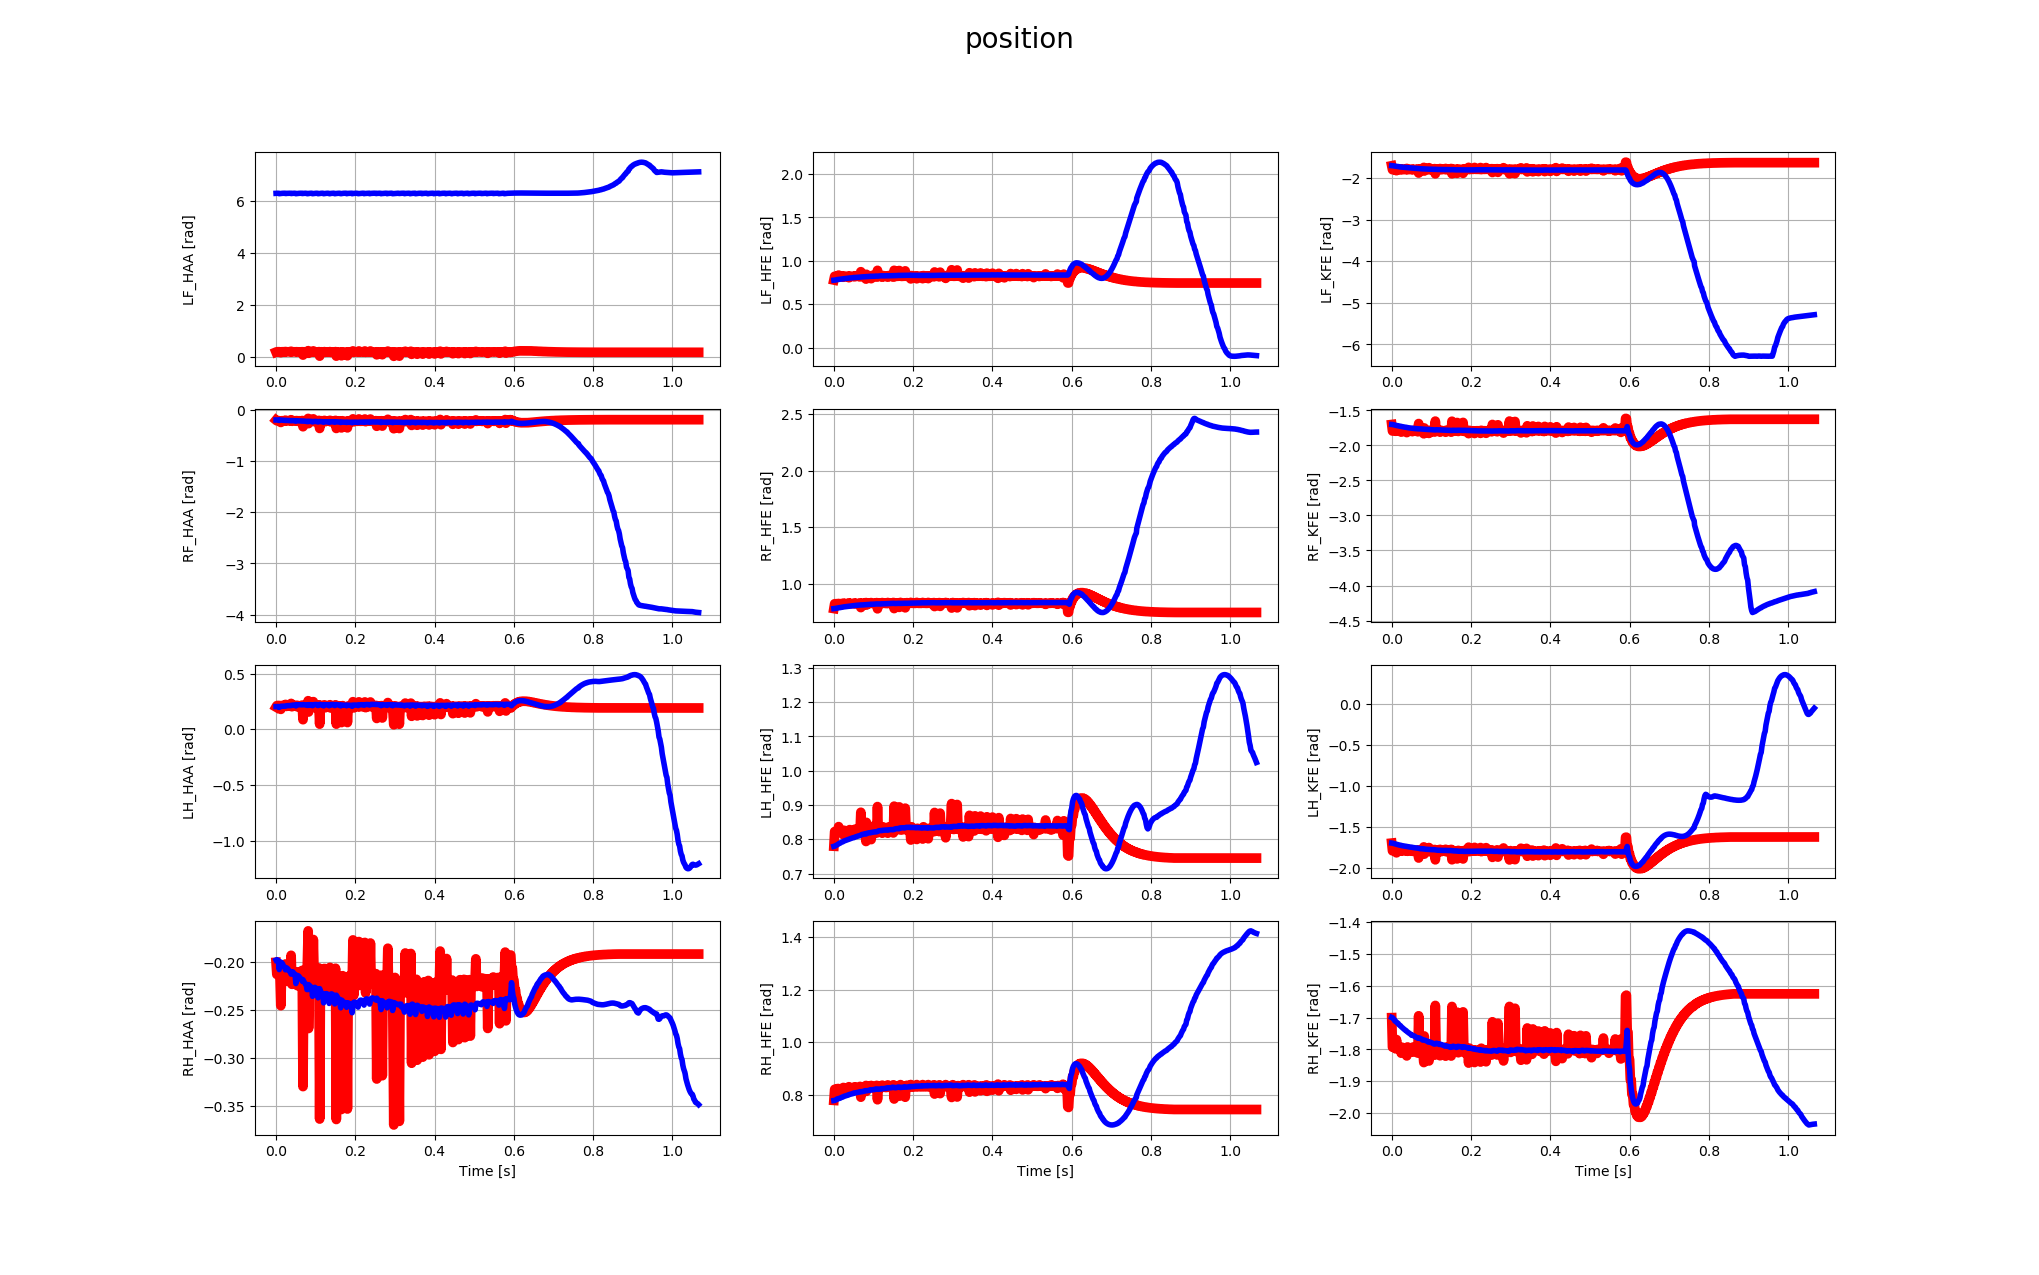 position
LF_HAA [rad]
6
4
2
0
0.0 0.2 0.4 0.6 0.8 1.0
LF_HFE [rad]
2.0
1.5
1.0
0.5
0.0
0.0 0.2 0.4 0.6 0.8 1.0
LF_KFE [rad]
−2
−3
−4
−5
−6
0.0 0.2 0.4 0.6 0.8 1.0
RF_HAA [rad]
0
−1
−2
−3
−4
0.0 0.2 0.4 0.6 0.8 1.0
RF_HFE [rad]
2.5
2.0
1.5
1.0
0.0 0.2 0.4 0.6 0.8 1.0
RF_KFE [rad]
−1.5
−2.0
−2.5
−3.0
−3.5
−4.0
−4.5
0.0 0.2 0.4 0.6 0.8 1.0
LH_HAA [rad]
0.5
0.0
−0.5
−1.0
0.0 0.2 0.4 0.6 0.8 1.0
LH_HFE [rad]
1.3
1.2
1.1
1.0
0.9
0.8
0.7
0.0 0.2 0.4 0.6 0.8 1.0
LH_KFE [rad]
0.0
−0.5
−1.0
−1.5
−2.0
0.0 0.2 0.4 0.6 0.8 1.0
RH_HAA [rad]
−0.20
−0.25
−0.30
−0.35
0.0 0.2 0.4 0.6 0.8 1.0
Time [s]
RH_HFE [rad]
1.4
1.2
1.0
0.8
0.0 0.2 0.4 0.6 0.8 1.0
Time [s]
RH_KFE [rad]
−1.4
−1.5
−1.6
−1.7
−1.8
−1.9
−2.0
0.0 0.2 0.4 0.6 0.8 1.0
Time [s]